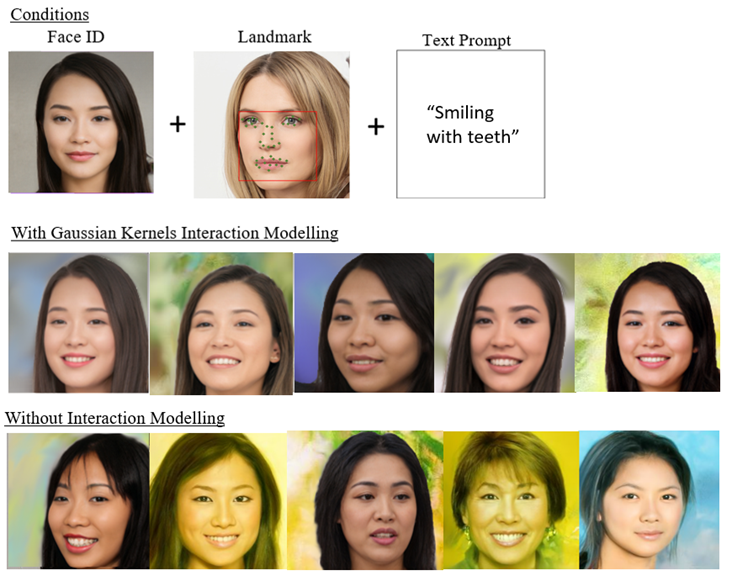 Conditions
Face ID
Landmark
Text Prompt
+
+
“Smiling
with teeth”
With Gaussian Kernels Interaction Modelling
Without Interaction Modelling